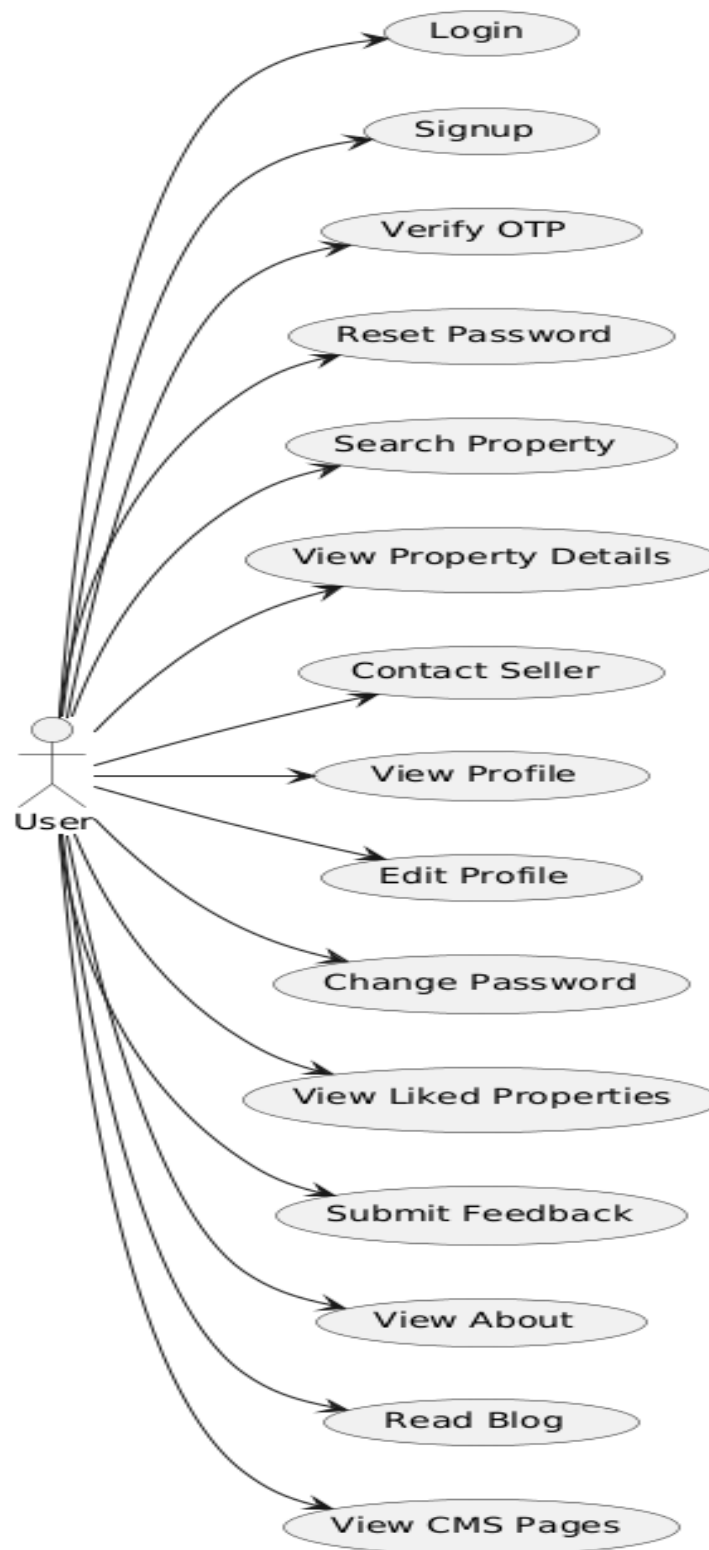 Login
Signup
Verify OTP
Reset Password
Search Property
View Property Details
Contact Seller
View Profile
User
Edit Profile
Change Password
View Liked Properties
Submit Feedback
View About
Read Blog
View CMS Pages